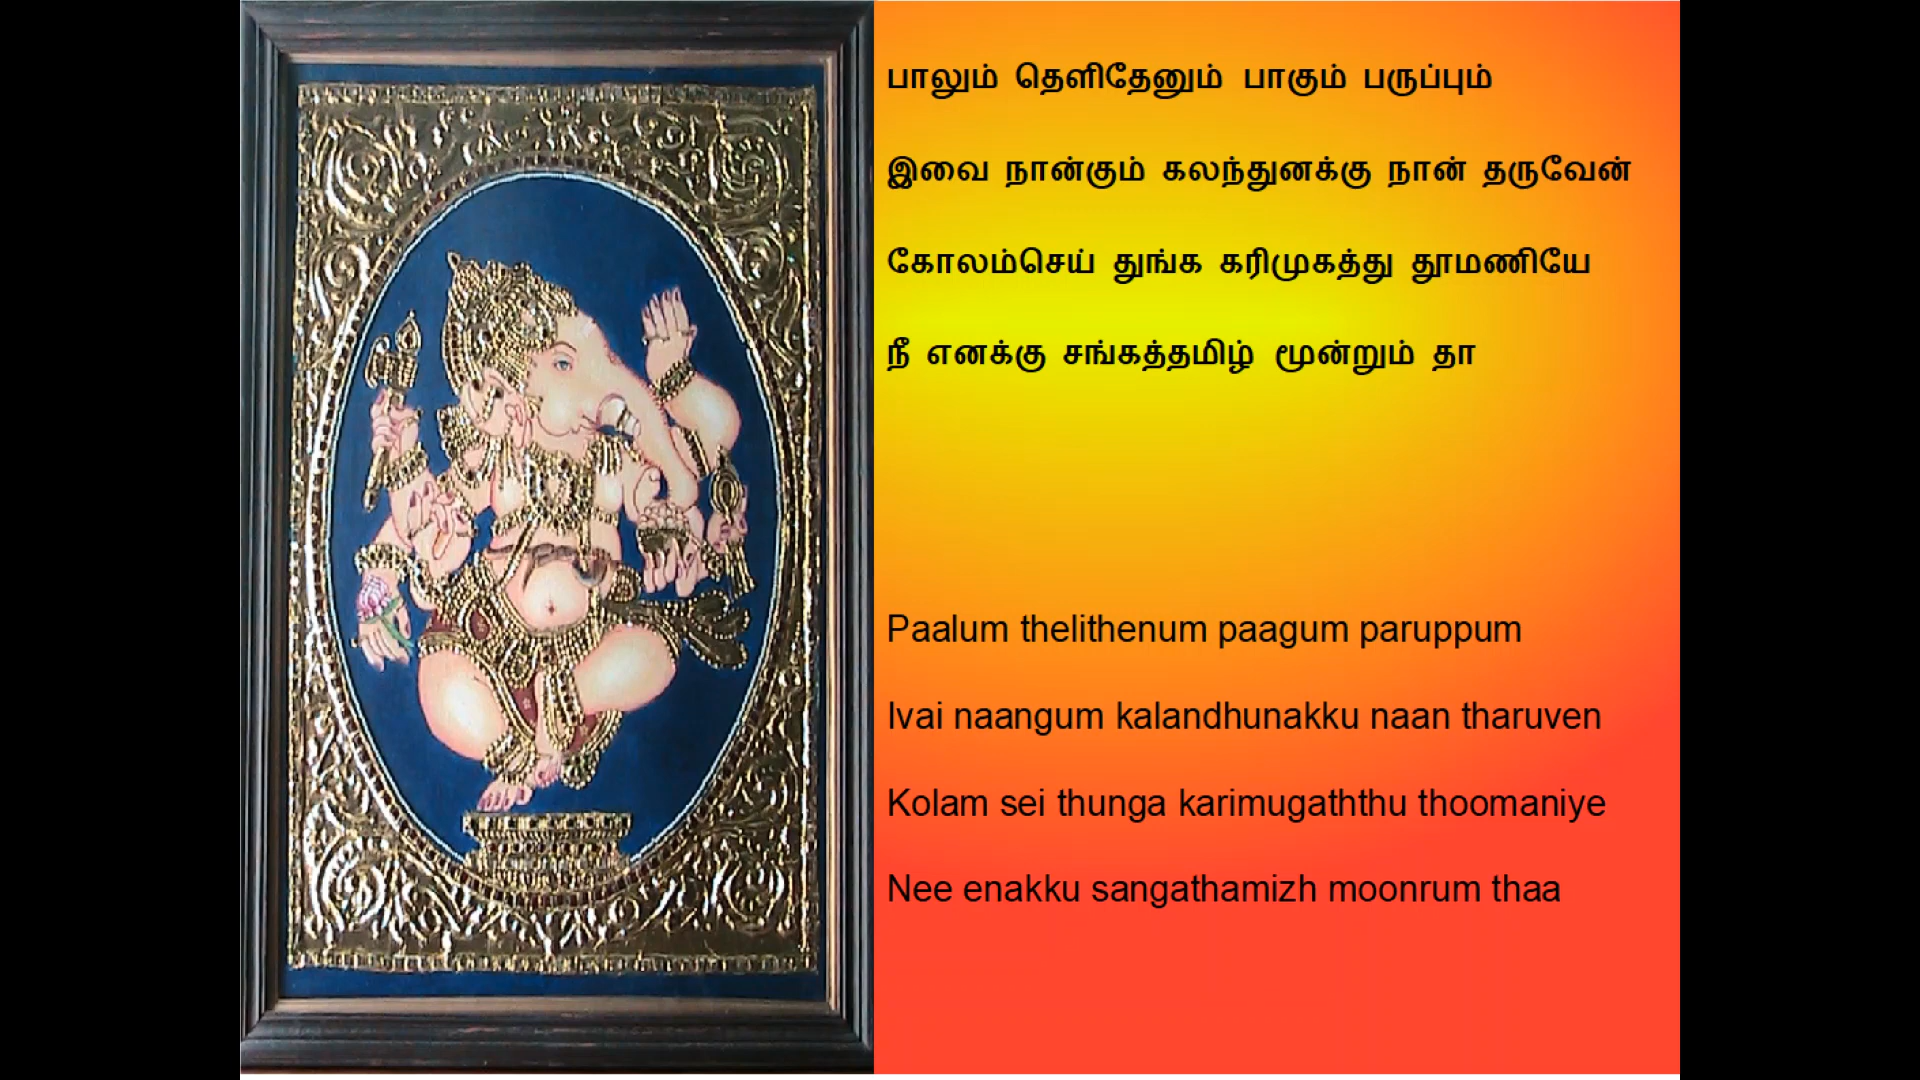 பாலும் தெளிதேனும் பாகும் பருப்பும்
இவை நான்கும் கலந்துனக்கு நான் தருவேன்
கோலம்செய் துங்க கரிமுகத்து தூமணியே
நீ எனக்கு சங்கத்தமிழ் மூன்றும் தா
Paalum thelithenum paagum paruppum
Ivai naangum kalandhunakku naan tharuven
Kolam sei thunga karimugaththu thoomaniye
Nee enakku sangathamizh moonrum thaa